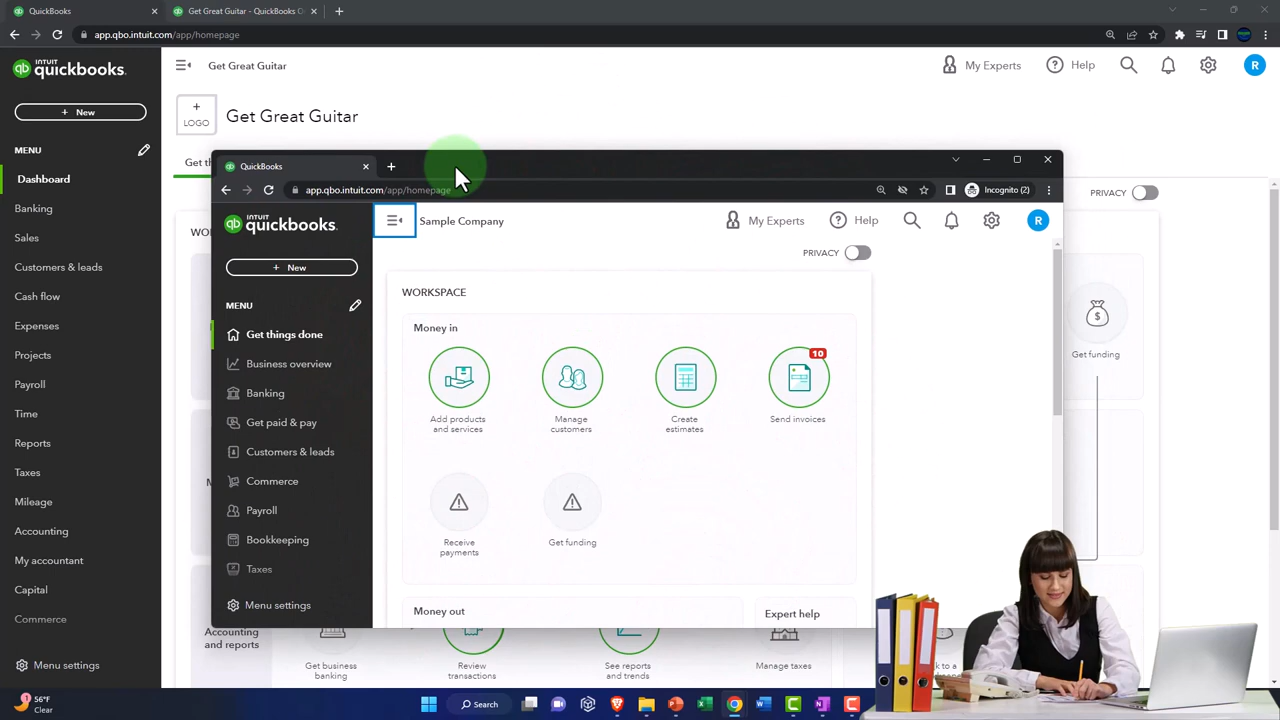 QuickBooks
Get Great Guitar - QuickBooks O
app.qbo.intuit.com/app/homepage
INTUIT
quickbooks.
Get Great Guitar
My Experts
Help
R
+ New
+
LOGO
Get Great Guitar
MENU
Get th
Dashboard
PRIVACY
Banking
Sales
Customers & leads
Cash flow
Expenses
Projects
Payroll
Time
Reports
Taxes
Mileage
Accounting
My accountant
Capital
Commerce
Menu settings
WO
Get funding
QuickBooks
app.qbo.intuit.com/app/homepage
Incognito (2)
INTUIT
quickbooks.
Sample Company
My Experts
Help
R
PRIVACY
+ New
MENU
Get things done
Business overview
Banking
Get paid & pay
Customers & leads
Commerce
Payroll
Bookkeeping
Taxes
Menu settings
WORKSPACE
Money in
10
Add products
and services
Manage
customers
Create
estimates
Send invoices
Receive
payments
Get funding
Money out
Expert help
Accounting
and reports
Get business
banking
Review
transactions
See reports
and trends
Manage taxes
1
56°F
Clear
Search